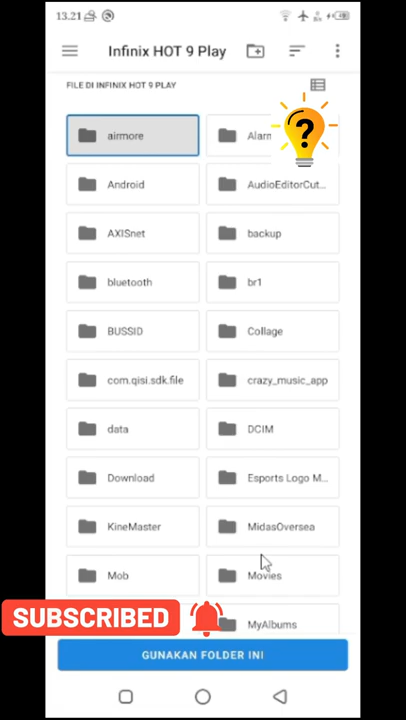 13.21
Infinix HOT 9 Play
FILE DI INFINIX HOT 9 PLAY
?
airmore
Alarm
Android
AudioEditorCut...
AXISnet
backup
bluetooth
br1
BUSSID
Collage
com.qisi.sdk.file
crazy_music_app
data
DCIM
Download
Esports Logo M...
KineMaster
MidasOversea
Mob
Movies
SUBSCRIBED
MyAlbums
GUNAKAN FOLDER INI